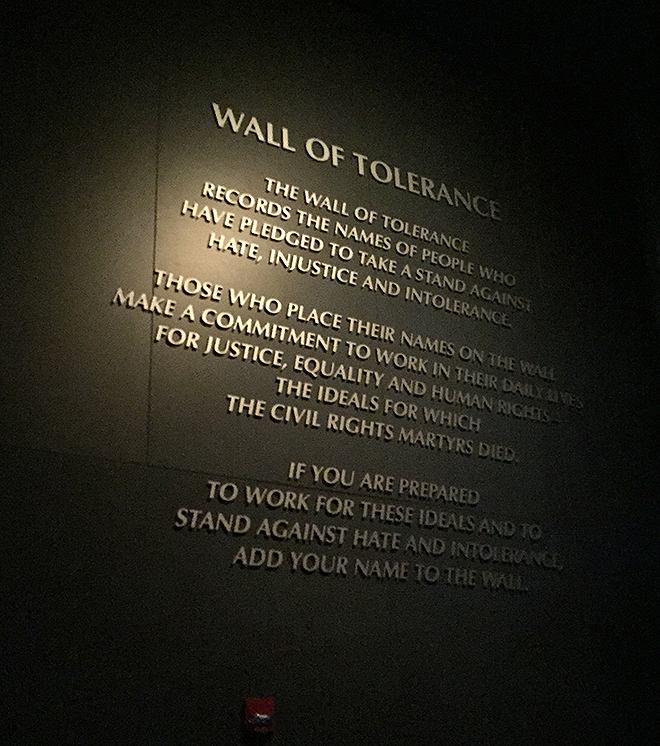 WALL OF TOLERANCE
THE WALL OF TOLERANCE
RECORDS THE NAMES OF PEOPLE WHO
HAVE PLEDGED TO TAKE A STAND AGAINST
HATE, INJUSTICE AND INTOLERANCE.
THOSE WHO PLACE THEIR NAMES ON THE WALL
MAKE A COMMITMENT TO WORK IN THEIR DAILY LIVES
FOR JUSTICE, EQUALITY AND HUMAN RIGHTS–
THE IDEALS FOR WHICH
THE CIVIL RIGHTS MARTYRS DIED.
IF YOU ARE PREPARED
TO WORK FOR THESE IDEALS AND TO
STAND AGAINST HATE AND INTOLERANCE,
ADD YOUR NAME TO THE WALL.